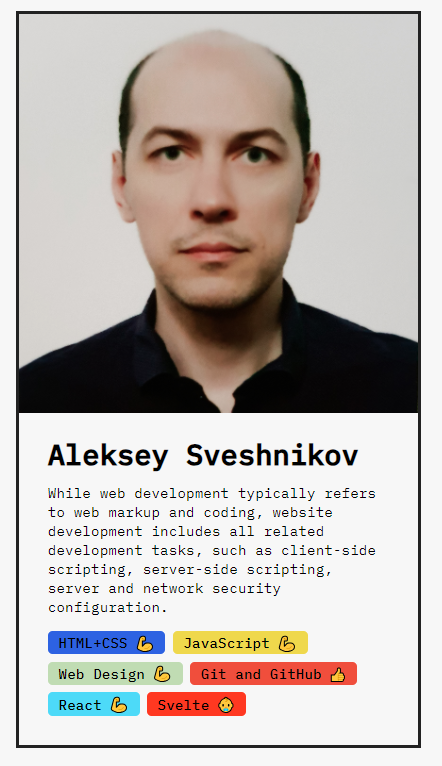 Aleksey Sveshnikov
While web development typically refers
to web markup and coding, website
development includes all related
development tasks, such as client-side
scripting, server-side scripting,
server and network security
configuration.
HTML+CSS 💪 JavaScript 💪
Web Design 💪 Git and GitHub 👍
React 💪 Svelte 😢